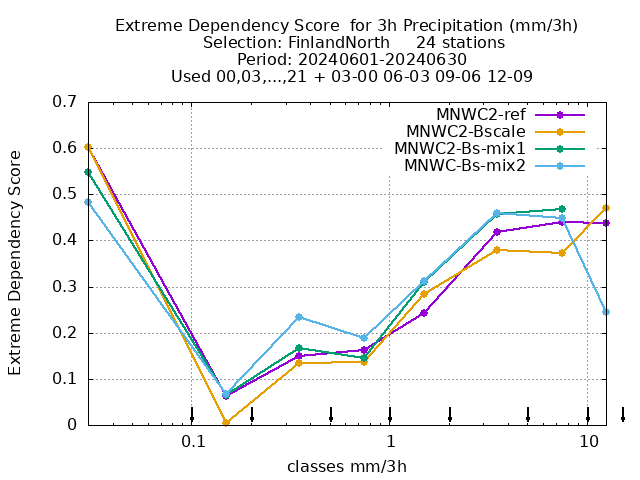 Extreme Dependency Score  for 3h Precipitation (mm/3h)
Selection: FinlandNorth     24 stations
Period: 20240601-20240630
Used 00,03,...,21 + 03-00 06-03 09-06 12-09
MNWC2-ref
MNWC2-Bscale
MNWC2-Bs-mix1
MNWC-Bs-mix2
Extreme Dependency Score
0.7
0.6
0.5
0.4
0.3
0.2
0.1
0
0.1 1 10
classes mm/3h